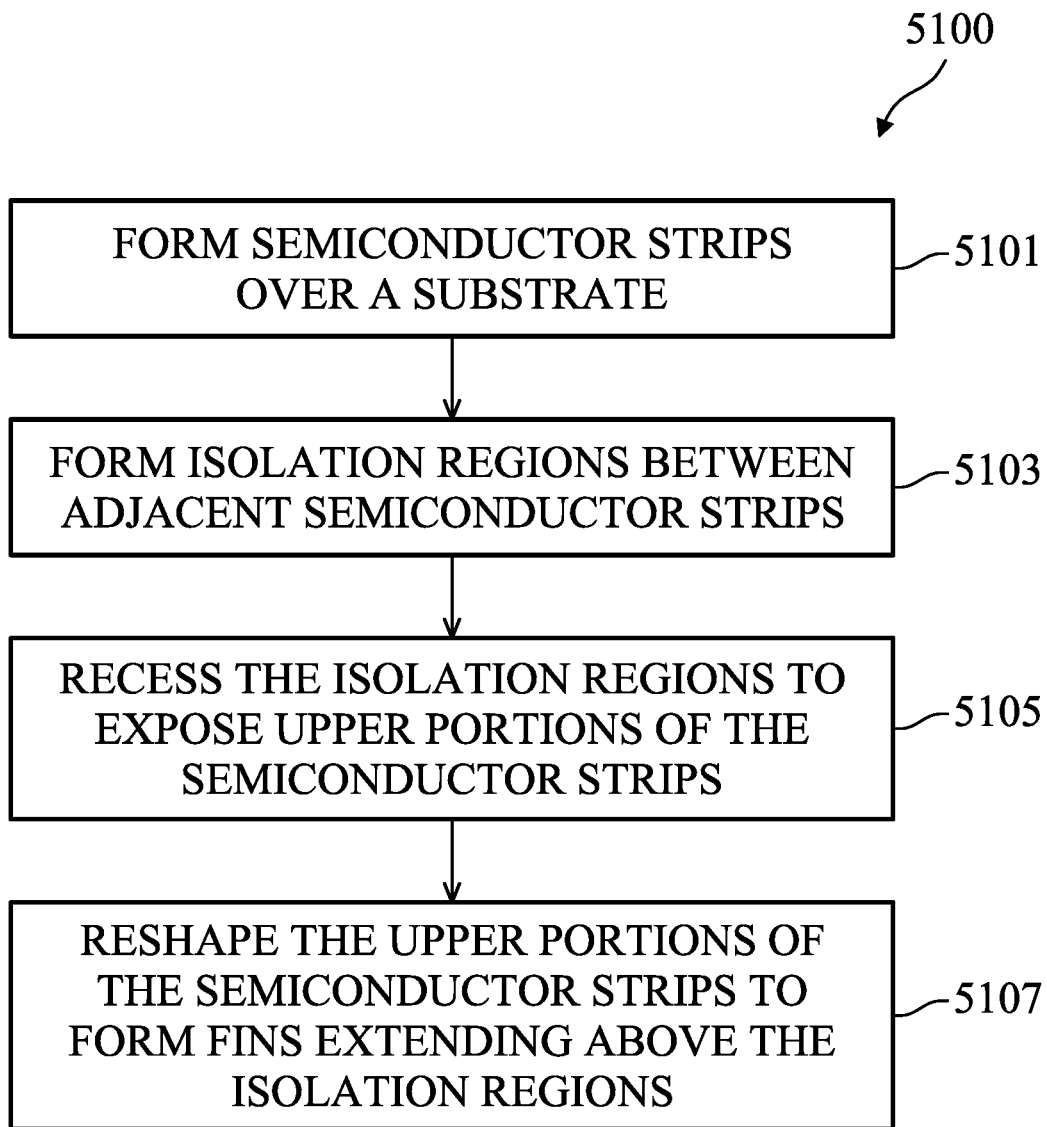 5100
FORM SEMICONDUCTOR STRIPS
OVER A SUBSTRATE
5101
FORM ISOLATION REGIONS BETWEEN
ADJACENT SEMICONDUCTOR STRIPS
5103
RECESS THE ISOLATION REGIONS TO
EXPOSE UPPER PORTIONS OF THE
SEMICONDUCTOR STRIPS
5105
RESHAPE THE UPPER PORTIONS OF
THE SEMICONDUCTOR STRIPS TO
FORM FINS EXTENDING ABOVE THE
ISOLATION REGIONS
5107